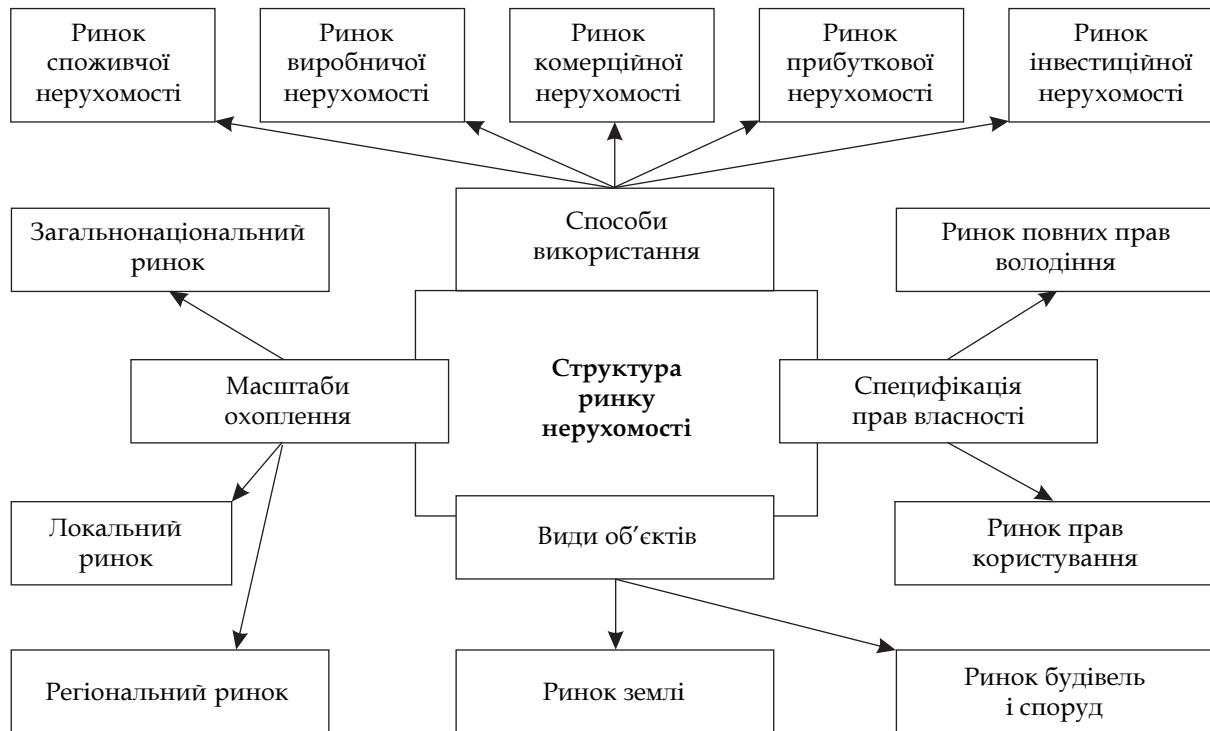 Ринок
споживчої
нерухомості
Ринок
виробничої
нерухомості
Ринок
комерційної
нерухомості
Ринок
прибуткової
нерухомості
Ринок
інвестиційної
нерухомості
Способи
використання
Загальнонаціональний
ринок
Ринок повних прав
володіння
Масштаби
охоплення
Структура
ринку
нерухомості
Специфікація
прав власності
Локальний
ринок
Види об’єктів
Ринок прав
користування
Регіональний ринок
Ринок землі
Ринок будівель
і споруд